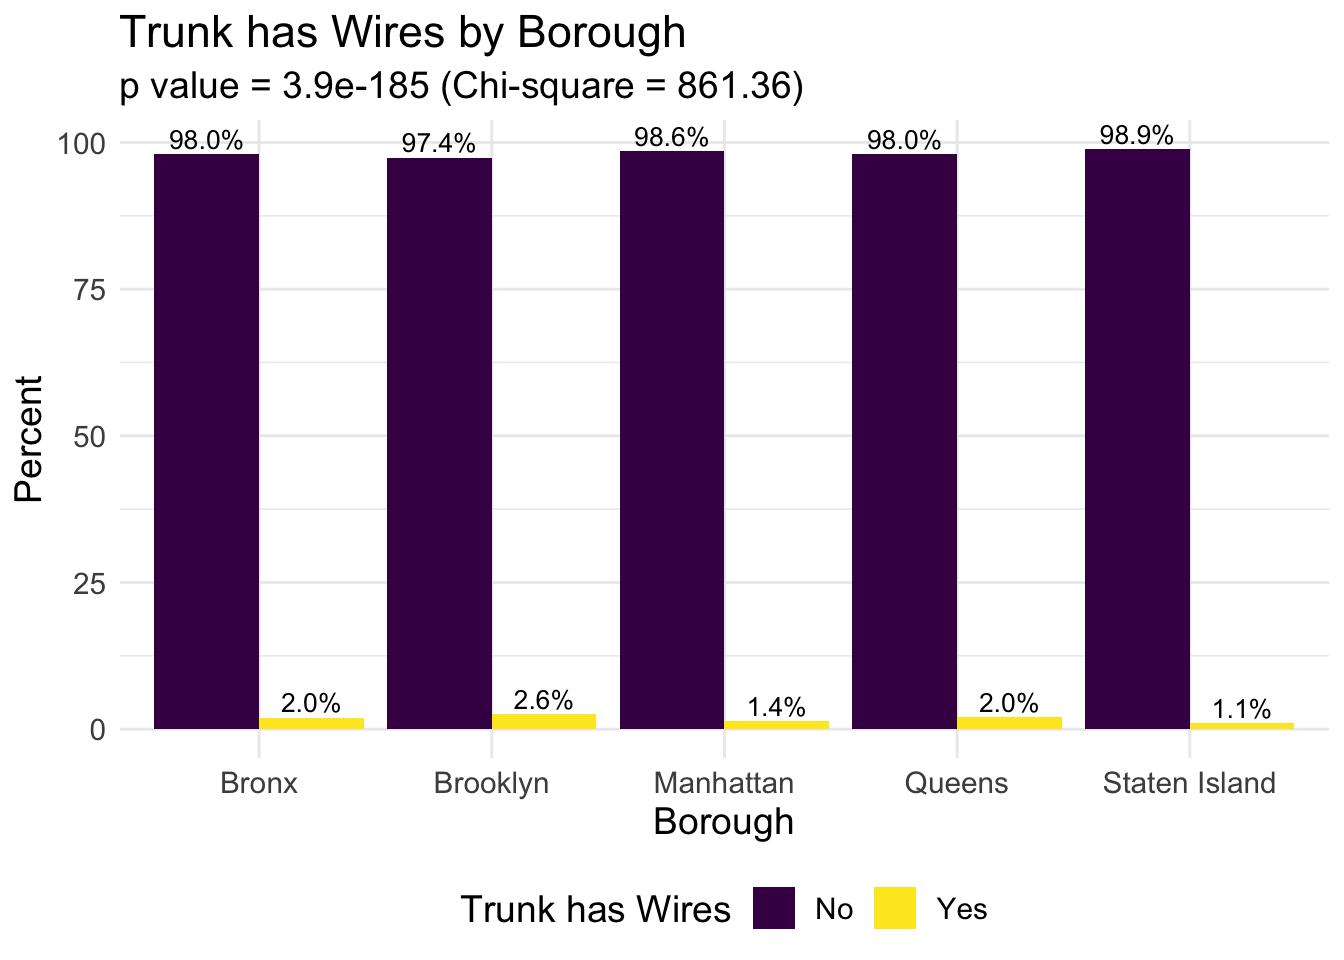 Trunk has Wires by Borough
p value = 3.9e-185 (Chi-square = 861.36)
98.0% 97.4% 98.6% 98.0% 98.9%
100
75
50
25
2.0% 2.6% 1.4% 2.0% 1.1%
0
Percent
Bronx Brooklyn Manhattan Queens Staten Island
Borough
Trunk has Wires No Yes